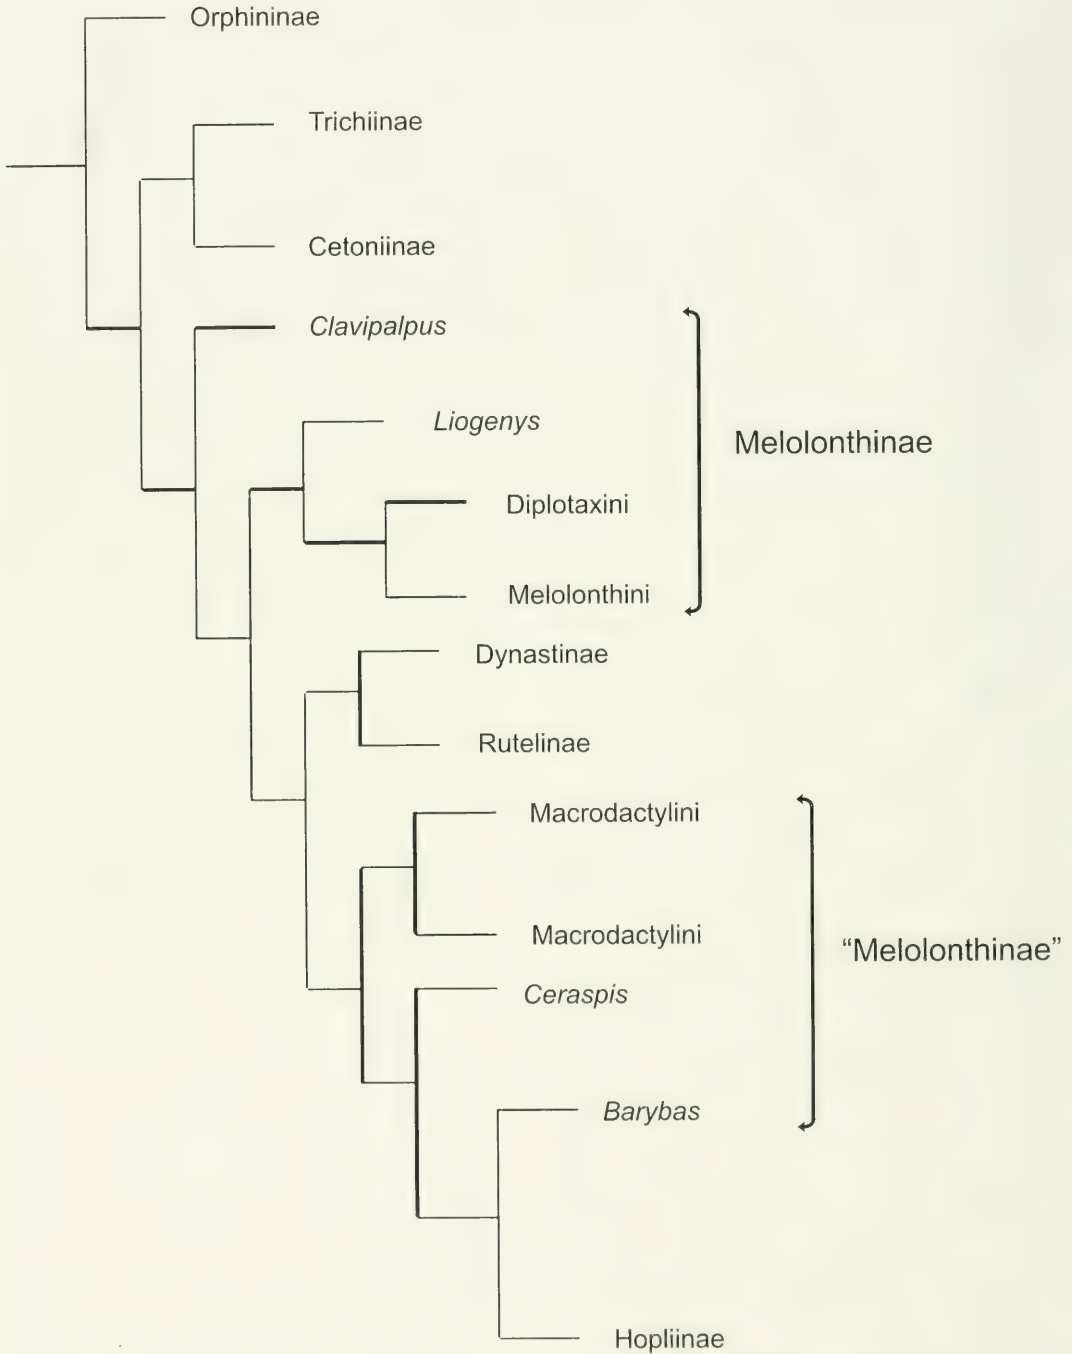 Orphininae
Trichiinae
Cetoniinae
Clavipalpus
Liogenys
Melolonthinae
Diplotaxini
Melolonthini
Dynastinae
Rutelinae
Macrodactylini
Macrodactylini
“Melolonthinae”
Ceraspis
Barybas
Hopliinae